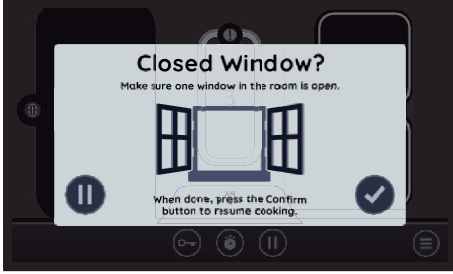 Closed Window?
Make sure one window in the room is open.
When done, press the Confirm
button to resume cooking.